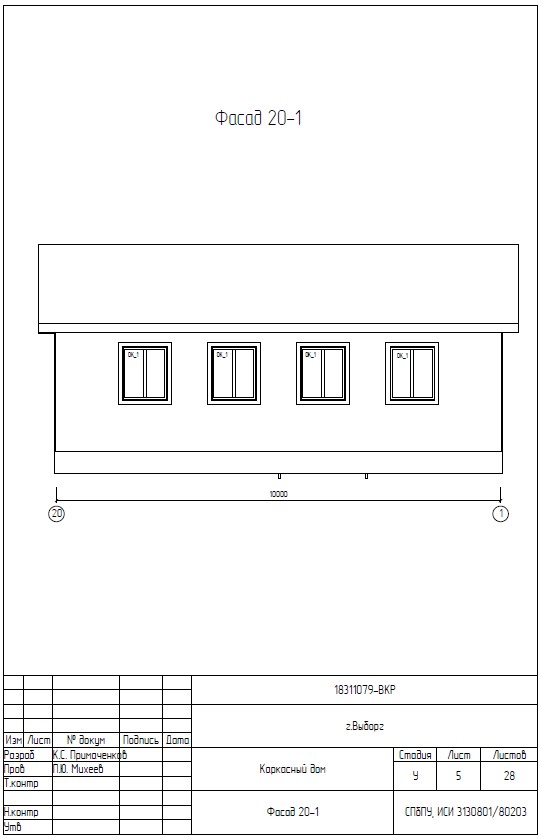 Фасад 20-1
ОК_1 ОК_1 ОК_1 ОК_1
10000
20 1
18311079-ВКР
г.Выборг
Изм Лист № докум Подпись Дата
Разраб К.С. Примаченков
Пров П.Ю. Михеев
Т.контр
Каркасный дом
Стадия Лист Листов
У 5 28
Н.контр
Утв
Фасад 20-1
СПбПУ, ИСИ 3130801/80203